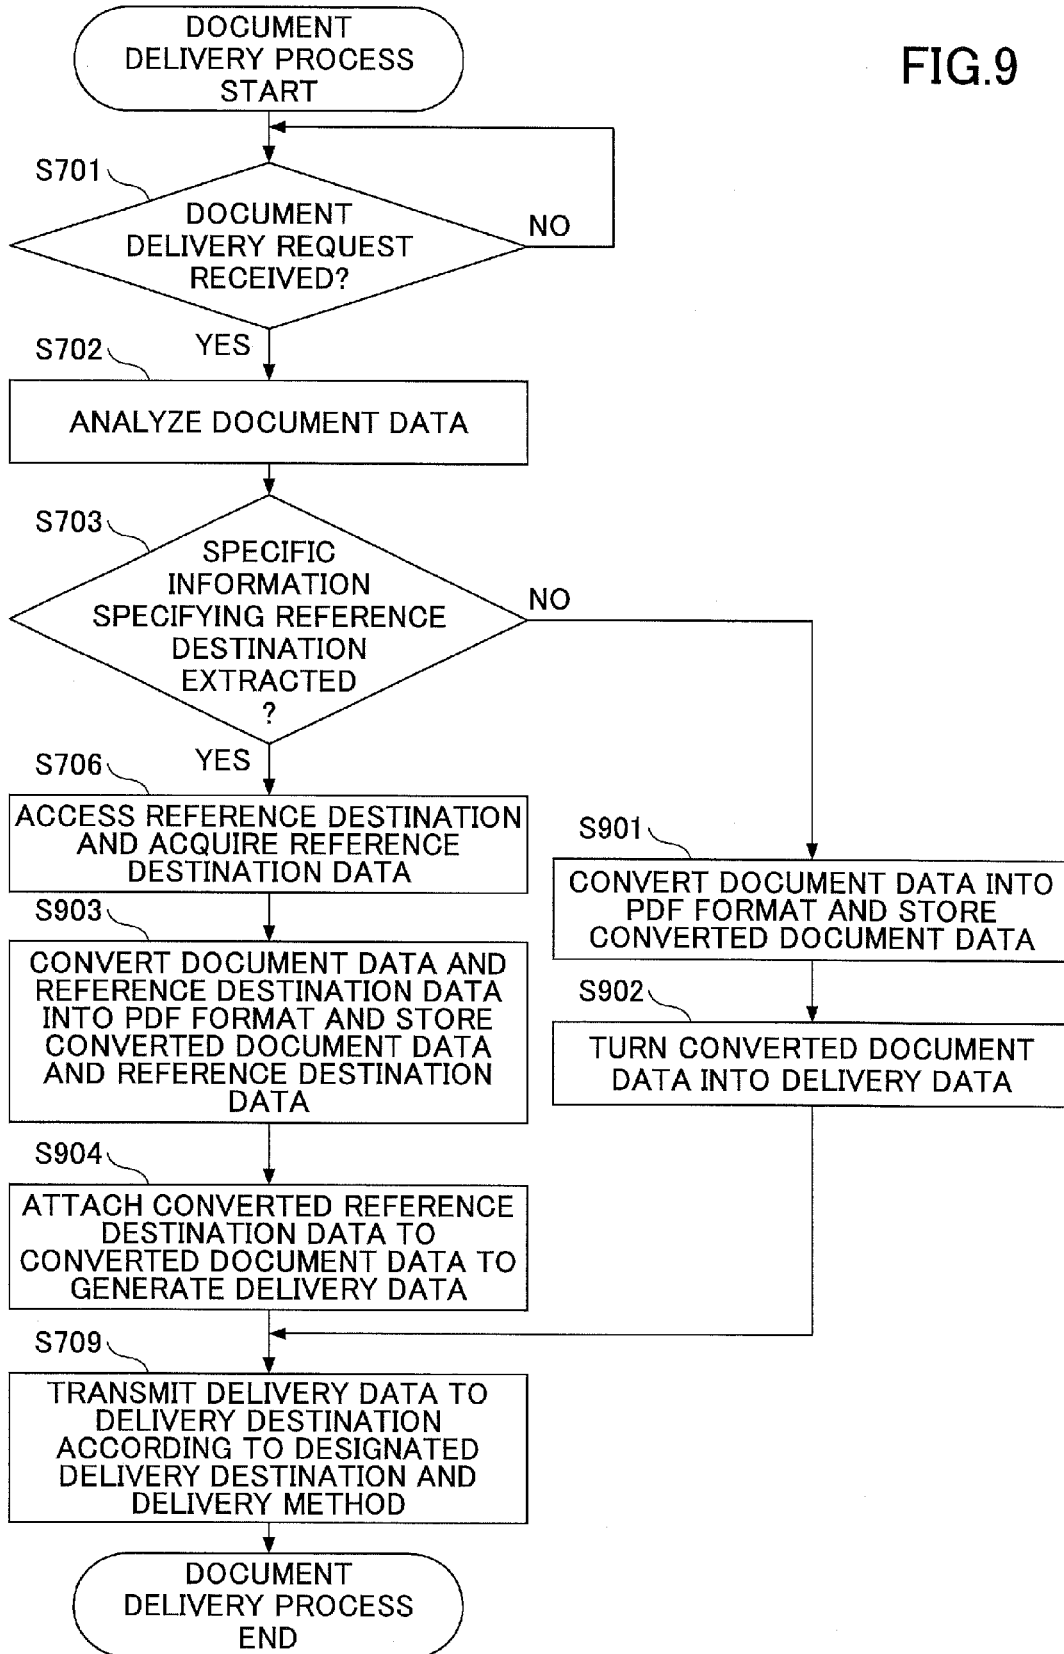 DOCUMENT
DELIVERY PROCESS
START
FIG.9
S701
DOCUMENT
DELIVERY REQUEST
RECEIVED?
NO
YES
S702
ANALYZE DOCUMENT DATA
S703
SPECIFIC
INFORMATION
SPECIFYING REFERENCE
DESTINATION
EXTRACTED
?
NO
YES
S706
ACCESS REFERENCE DESTINATION
AND ACQUIRE REFERENCE
DESTINATION DATA
S901
CONVERT DOCUMENT DATA INTO
PDF FORMAT AND STORE
CONVERTED DOCUMENT DATA
S903
CONVERT DOCUMENT DATA AND
REFERENCE DESTINATION DATA
INTO PDF FORMAT AND STORE
CONVERTED DOCUMENT DATA
AND REFERENCE DESTINATION
DATA
S902
TURN CONVERTED DOCUMENT
DATA INTO DELIVERY DATA
S904
ATTACH CONVERTED REFERENCE
DESTINATION DATA TO
CONVERTED DOCUMENT DATA TO
GENERATE DELIVERY DATA
S709
TRANSMIT DELIVERY DATA TO
DELIVERY DESTINATION
ACCORDING TO DESIGNATED
DELIVERY DESTINATION AND
DELIVERY METHOD
DOCUMENT
DELIVERY PROCESS
END